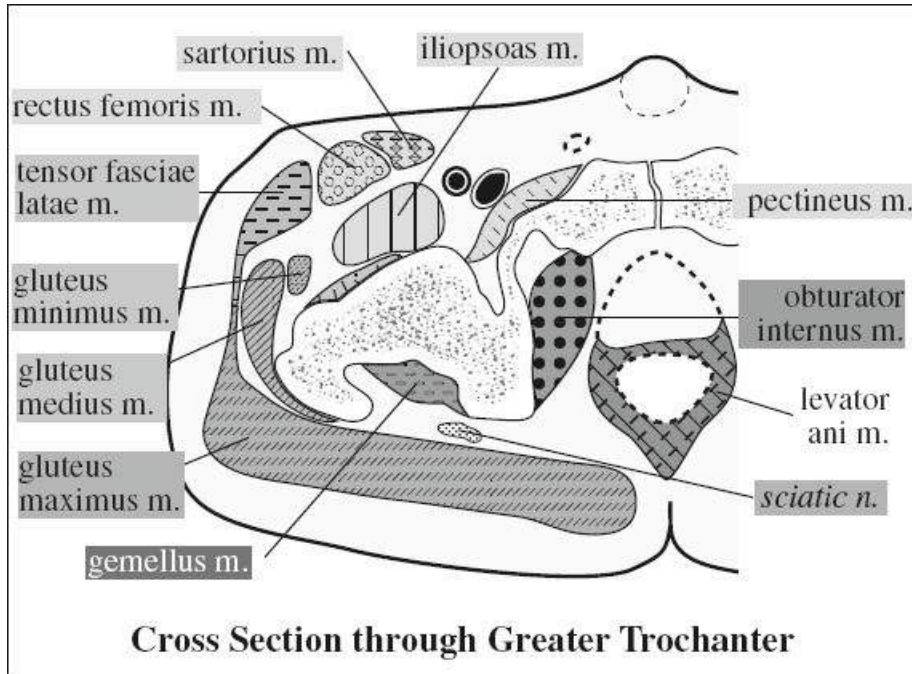 sartorius m.
iliopsoas m.
rectus femoris m.
tensor fasciae
latae m.
pectineus m.
gluteus
minimus m.
obturator
internus m.
gluteus
medius m.
levator
ani m.
gluteus
maximus m.
sciatic n.
gemellus m.
Cross Section through Greater Trochanter